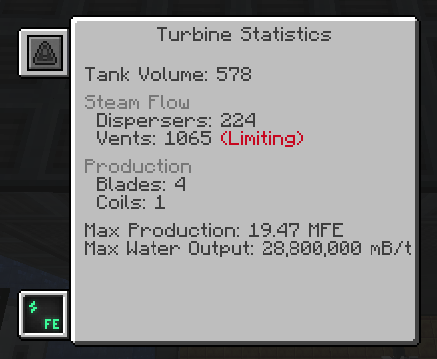 Turbine Statistics
Tank Volume: 578
Steam Flow
Dispersers: 224
Vents: 1065 (Limiting)
Production
Blades: 4
Coils: 1
Max Production: 19.47 MFE
Max Water Output: 28,800,000 mB/t
FE